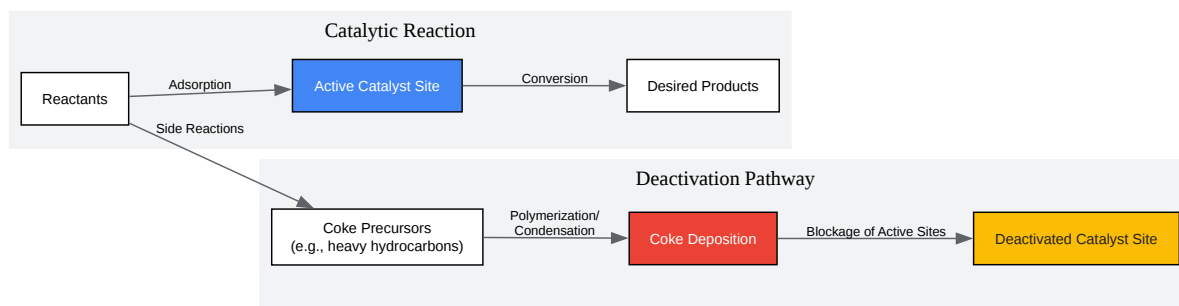 Catalytic Reaction
Reactants
Adsorption
Active Catalyst Site
Conversion
Desired Products
Side Reactions
Deactivation Pathway
Coke Precursors
(e.g., heavy hydrocarbons)
Polymerization/
Condensation
Coke Deposition
Blockage of Active Sites
Deactivated Catalyst Site